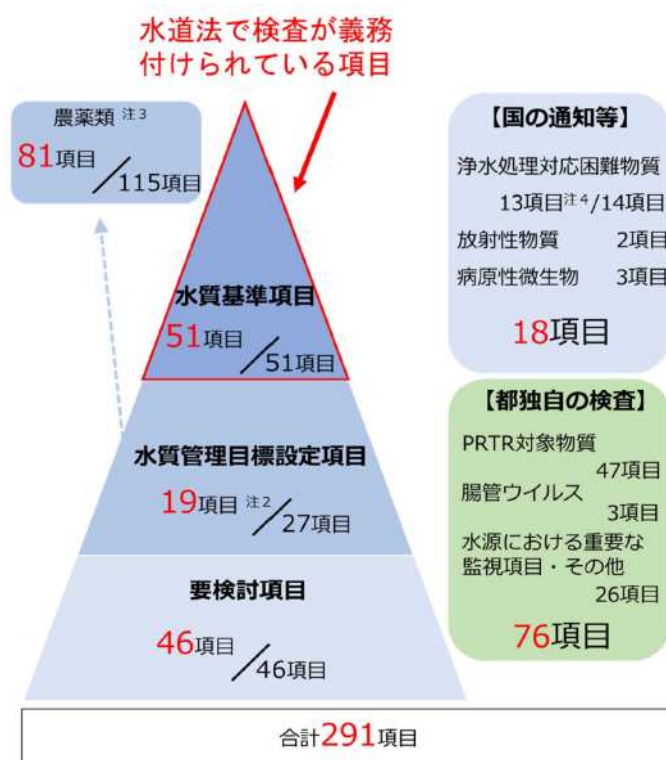 水道法で検査が義務
付けられている項目
農薬類 注3
81項目
／115項目
水質基準項目
51項目
／51項目
水質管理目標設定項目
19項目 注2
／27項目
要検討項目
46項目
／46項目
【国の通知等】
浄水処理対応困難物質
13項目注4/14項目
放射性物質 2項目
病原性微生物 3項目
18項目
【都独自の検査】
PRTR対象物質
47項目
腸管ウイルス
3項目
水源における重要な
監視項目・その他
26項目
76項目
合計291項目